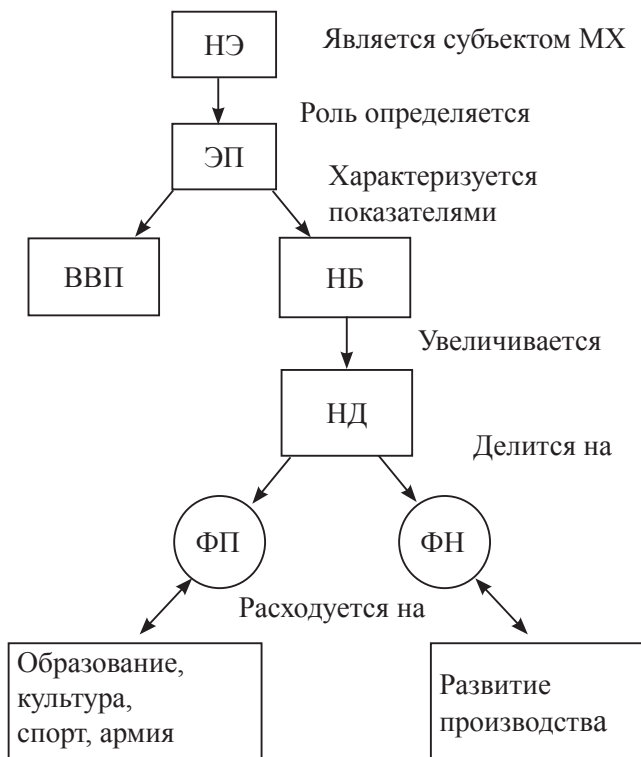 НЭ
Является субъектом МХ
Роль определяется
ЭП
Характеризуется
показателями
ВВП
НБ
Увеличивается
НД
Делится на
ФП
ФН
Расходуется на
Образование,
культура,
спорт, армия
Развитие
производства